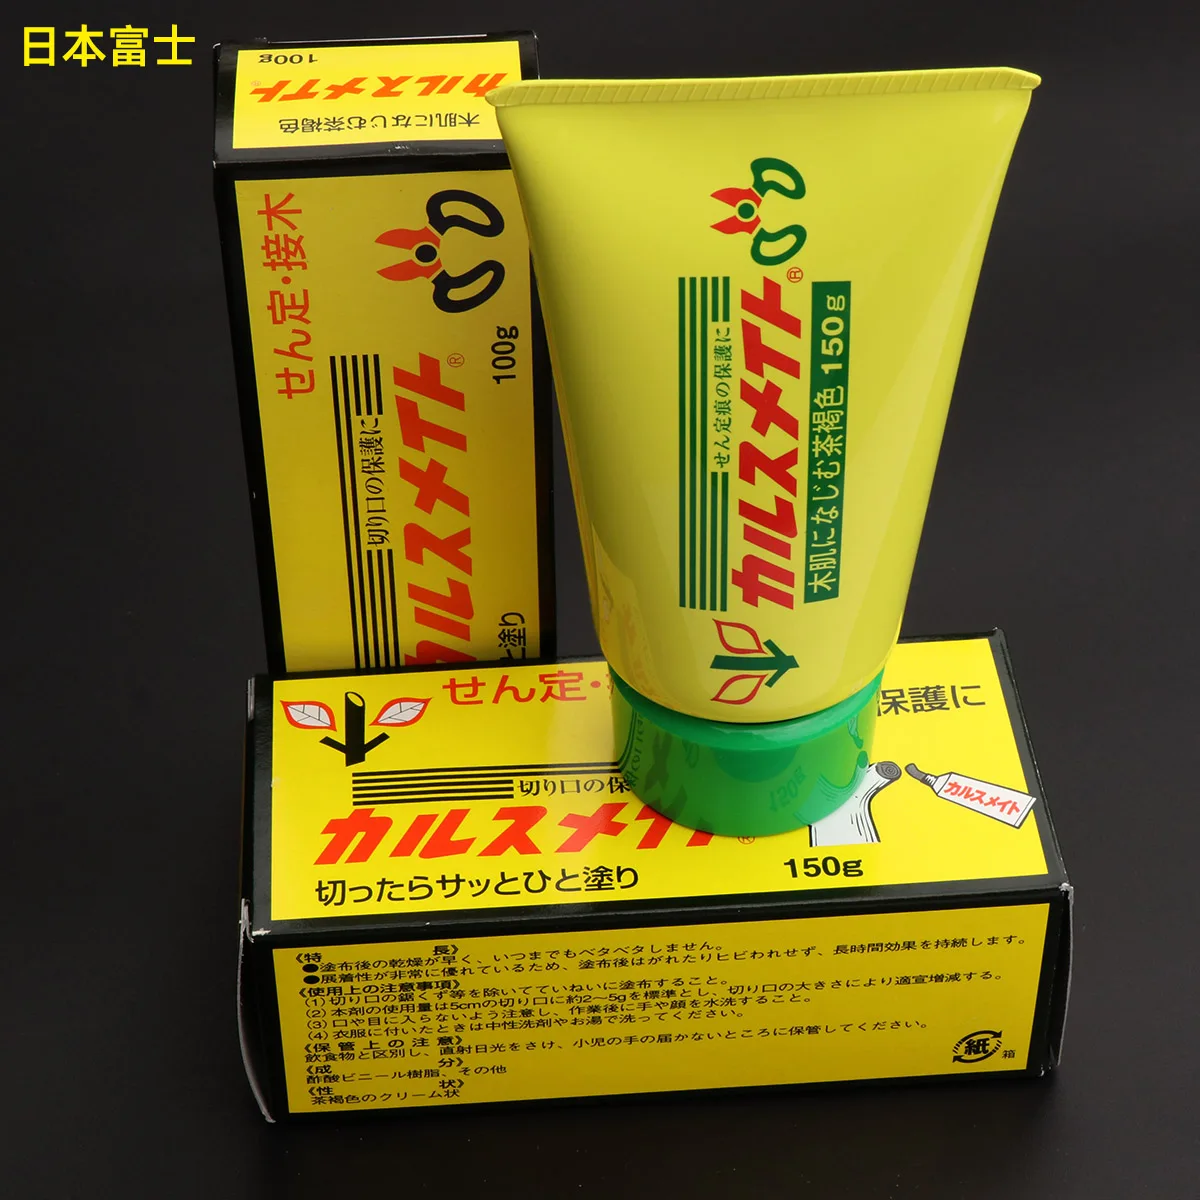 日本富士
100g
カルスメイト®
木肌になじむ茶褐色
せん定・接木
100g
切り口の保護に
カルスメイト®
と塗り
せん定痕の保護に
カルスメイト®
木肌になじむ茶褐色 150g
せん定・
保護に
切り口の保
カルスメイト®
切ったらサッとひと塗り
150g
カルスメイト
《特長》
●塗布後の乾燥が早く、いつまでもベタベタしません。
●展着性が非常に優れているため、塗布後はがれたりヒビわれせず、長時間効果を持続します。
《使用上の注意事項》
(1) 切り口の鋸くず等を除いてていねいに塗布すること。
(2) 本剤の使用量は5cmの切り口に約2〜5gを標準とし、切り口の大きさにより適宜増減する。
(3) 口や目に入らないよう注意し、作業後に手や顔を水洗すること。
(4) 衣服に付いたときは中性洗剤やお湯で洗ってください。
《保管上の注意》
飲食物と区別し、直射日光をさけ、小児の手の届かないところに保管してください。
《成分》
酢酸ビニール樹脂、その他
《性状》
茶褐色のクリーム状
紙
箱